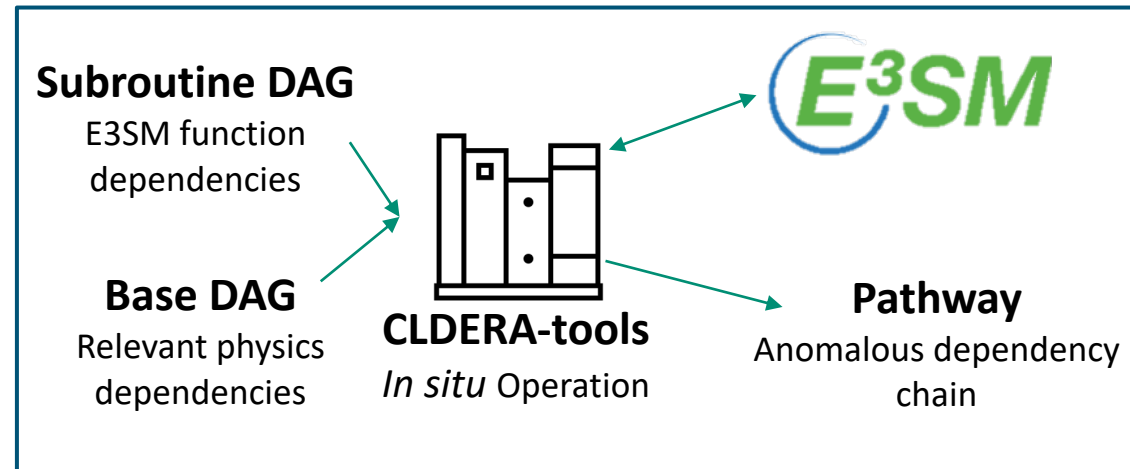 Subroutine DAG
E3SM function
dependencies
Base DAG
Relevant physics
dependencies
CLDERA-tools
In situ Operation
E³SM
Pathway
Anomalous dependency
chain